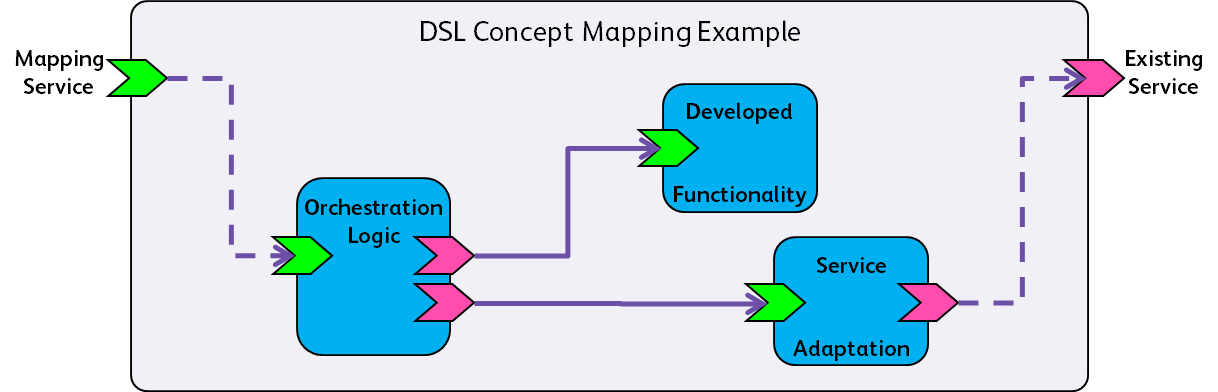 DSL Concept Mapping Example
Mapping
Service
Existing
Service
Developed
Functionality
Orchestration
Logic
Service
Adaptation